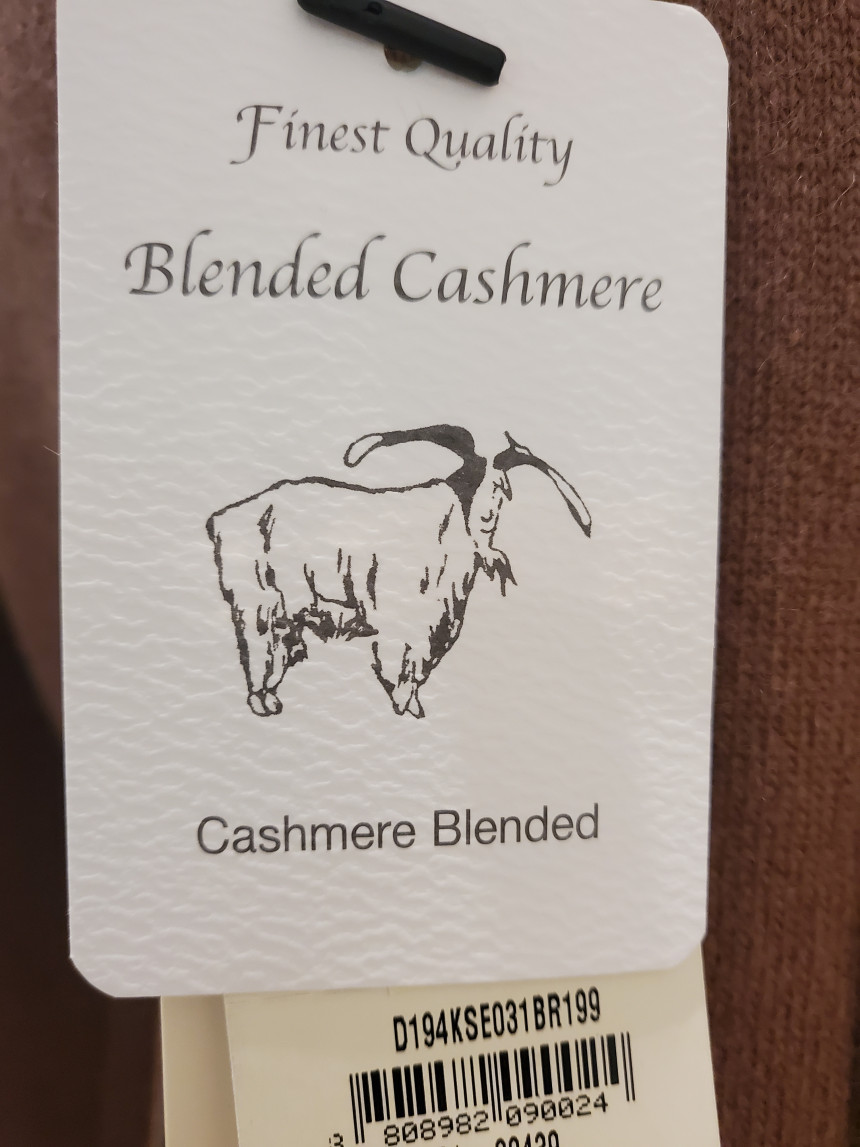 Finest Quality
Blended Cashmere
Cashmere Blended
D194KSE031BR199
808982 090024